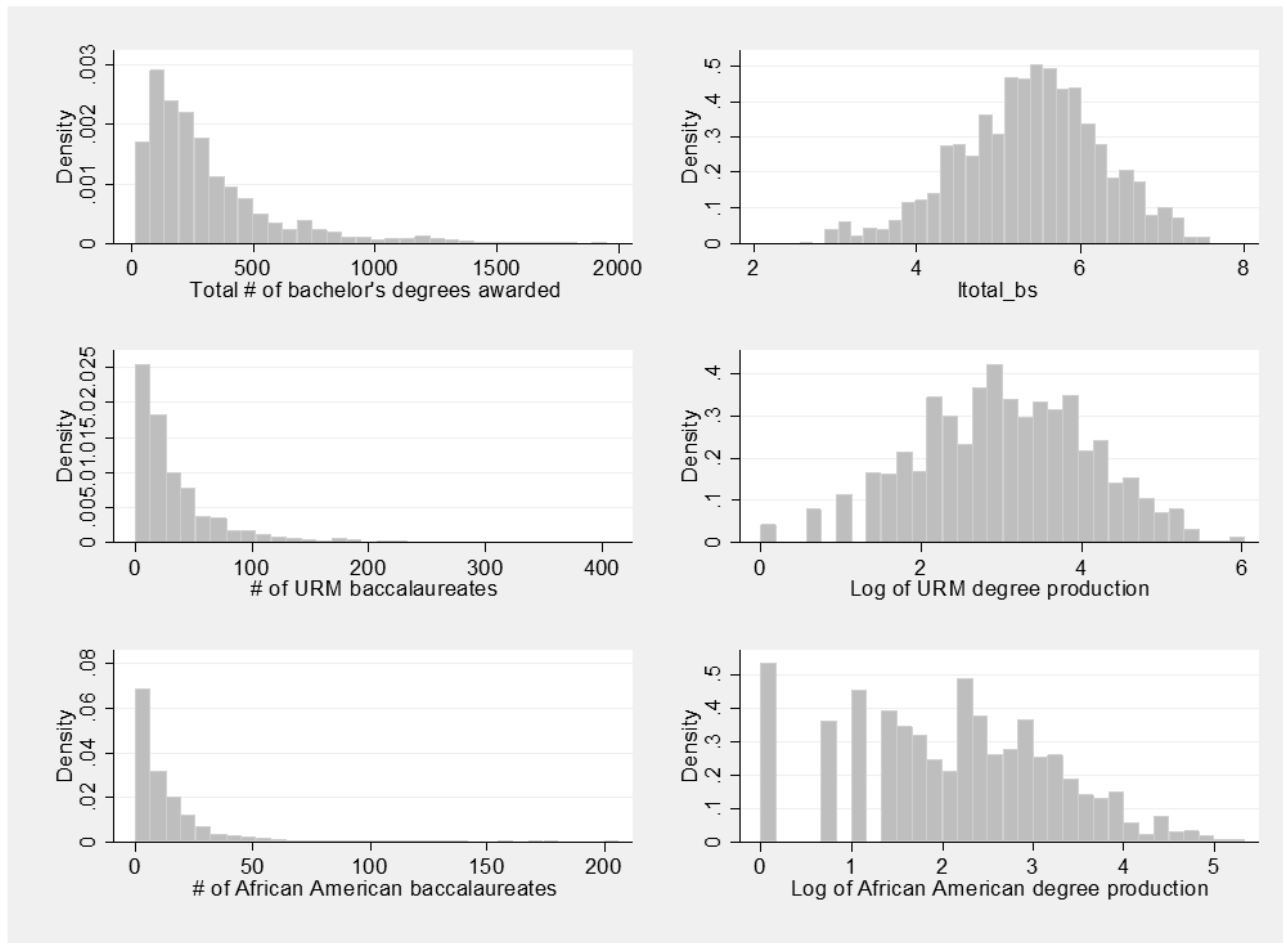 .003
.002
.001
0
Density
0 500 1000 1500 2000
Total # of bachelor's degrees awarded
.5
.4
.3
.2
.1
0
Density
2 4 6 8
ltotal_bs
.025
.02
.015
.01
.005
0
Density
0 100 200 300 400
# of URM baccalaureates
.4
.3
.2
.1
0
Density
0 2 4 6
Log of URM degree production
.08
.06
.04
.02
0
Density
0 50 100 150 200
# of African American baccalaureates
.5
.4
.3
.2
.1
0
Density
0 1 2 3 4 5
Log of African American degree production